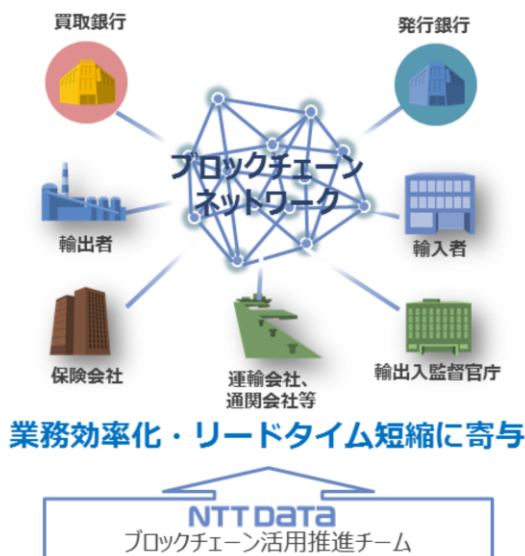 買取銀行
発行銀行
ブロックチェーン
ネットワーク
輸出者
輸入者
保険会社
運輸会社、
通関会社等
輸出入監督官庁
業務効率化・リードタイム短縮に寄与
NTT DATA
ブロックチェーン活用推進チーム